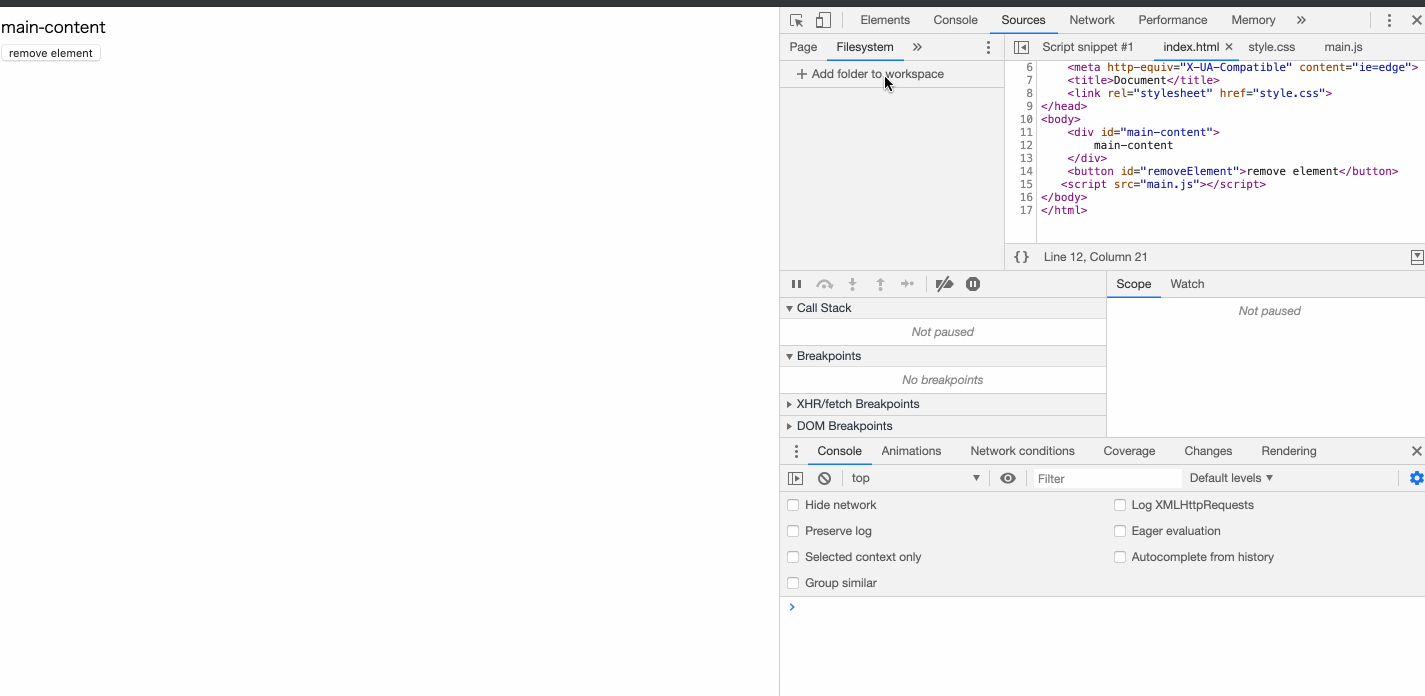 main-content
remove element
Elements Console Sources Network Performance Memory »
Page Filesystem »
Script snippet #1 index.html × style.css main.js
+ Add folder to workspace
6 <meta http-equiv="X-UA-Compatible" content="ie=edge">
7 <title>Document</title>
8 <link rel="stylesheet" href="style.css">
9 </head>
10 <body>
11 <div id="main-content">
12 main-content
13 </div>
14 <button id="removeElement">remove element</button>
15 <script src="main.js"></script>
16 </body>
17 </html>
{} Line 12, Column 21
Scope Watch
Call Stack
Not paused
Not paused
Breakpoints
No breakpoints
XHR/fetch Breakpoints
DOM Breakpoints
Console Animations Network conditions Coverage Changes Rendering
top Filter Default levels
Hide network Log XMLHttpRequests
Preserve log Eager evaluation
Selected context only Autocomplete from history
Group similar